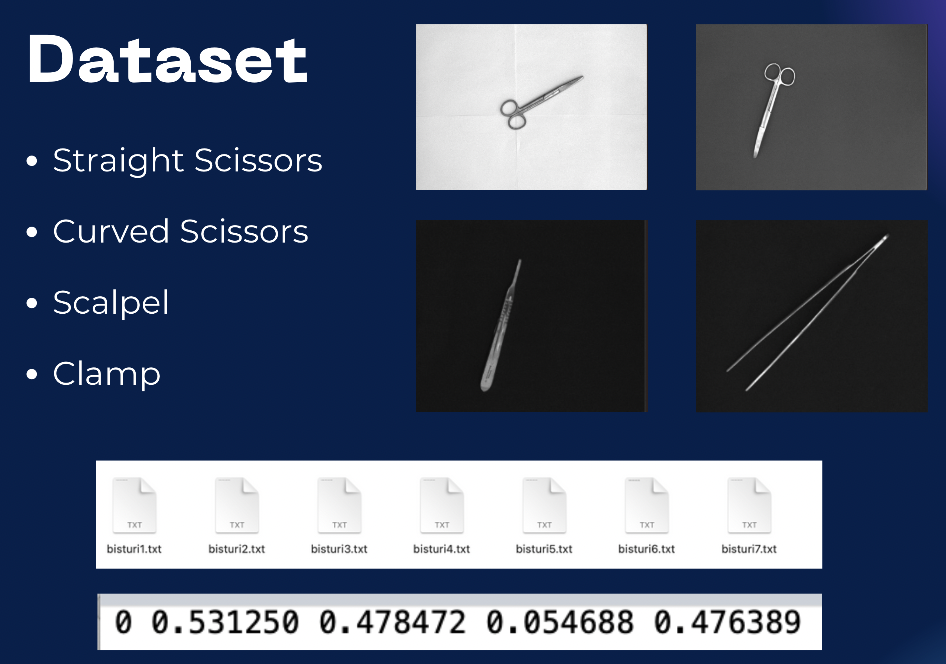 Dataset
• Straight Scissors
• Curved Scissors
• Scalpel
• Clamp
TXT TXT TXT TXT TXT TXT TXT
bisturi1.txt bisturi2.txt bisturi3.txt bisturi4.txt bisturi5.txt bisturi6.txt bisturi7.txt
0 0.531250 0.478472 0.054688 0.476389